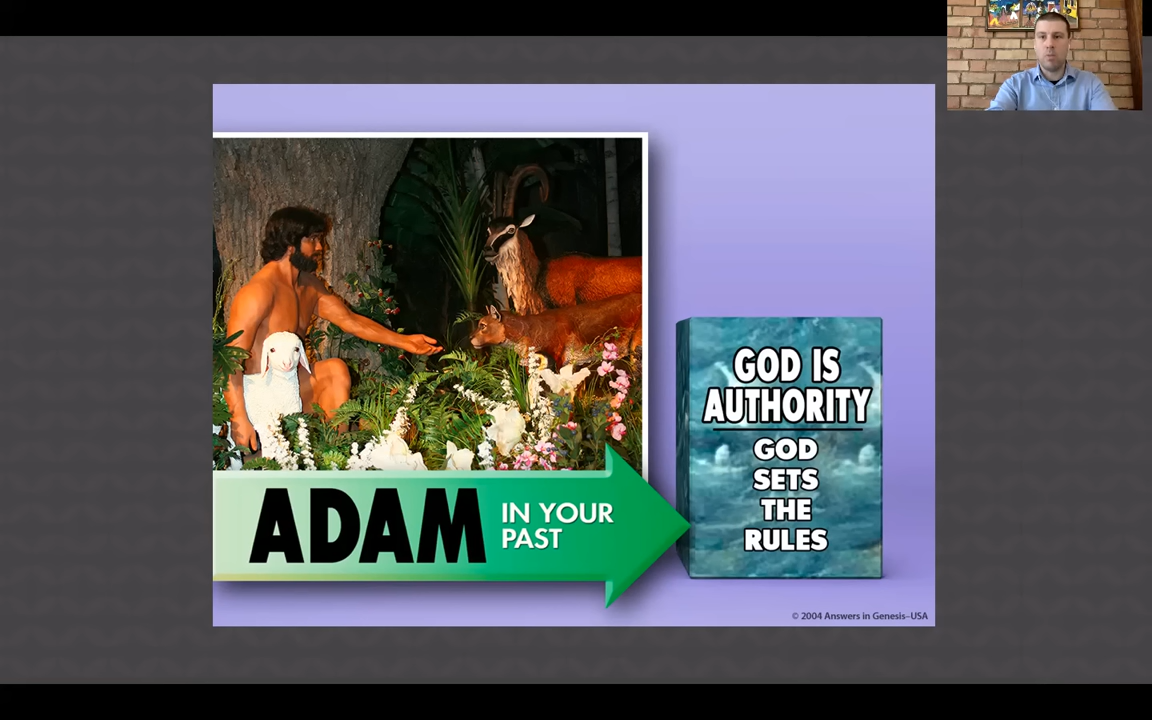 ADAM
IN YOUR
PAST
GOD IS
AUTHORITY
GOD
SETS
THE
RULES
© 2004 Answers in Genesis–USA